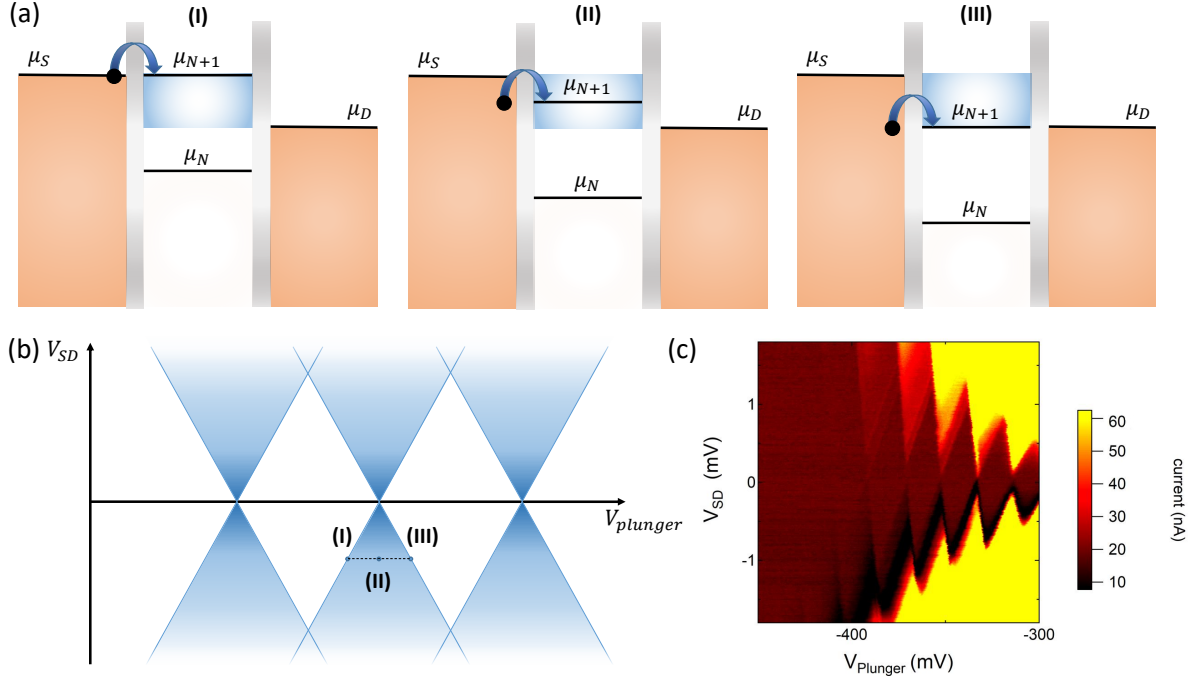 (a)
(I)
μ_S
μ_{N+1}
μ_D
μ_N
(II)
μ_S
μ_{N+1}
μ_D
μ_N
(III)
μ_S
μ_{N+1}
μ_D
μ_N
(b)
V_{SD}
V_{plunger}
(I)
(III)
(II)
(c)
V_{SD} (mV)
1
0
-1
-400
-300
V_{Plunger} (mV)
60
50
40
30
20
10
current (nA)